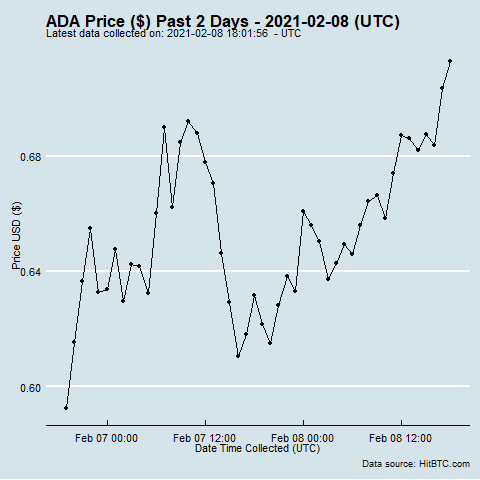 ADA Price ($) Past 2 Days - 2021-02-08 (UTC)
Latest data collected on: 2021-02-08 18:01:56  - UTC
0.68
0.64
0.60
Price USD ($)
Feb 07 00:00
Feb 07 12:00
Feb 08 00:00
Feb 08 12:00
Date Time Collected (UTC)
Data source: HitBTC.com